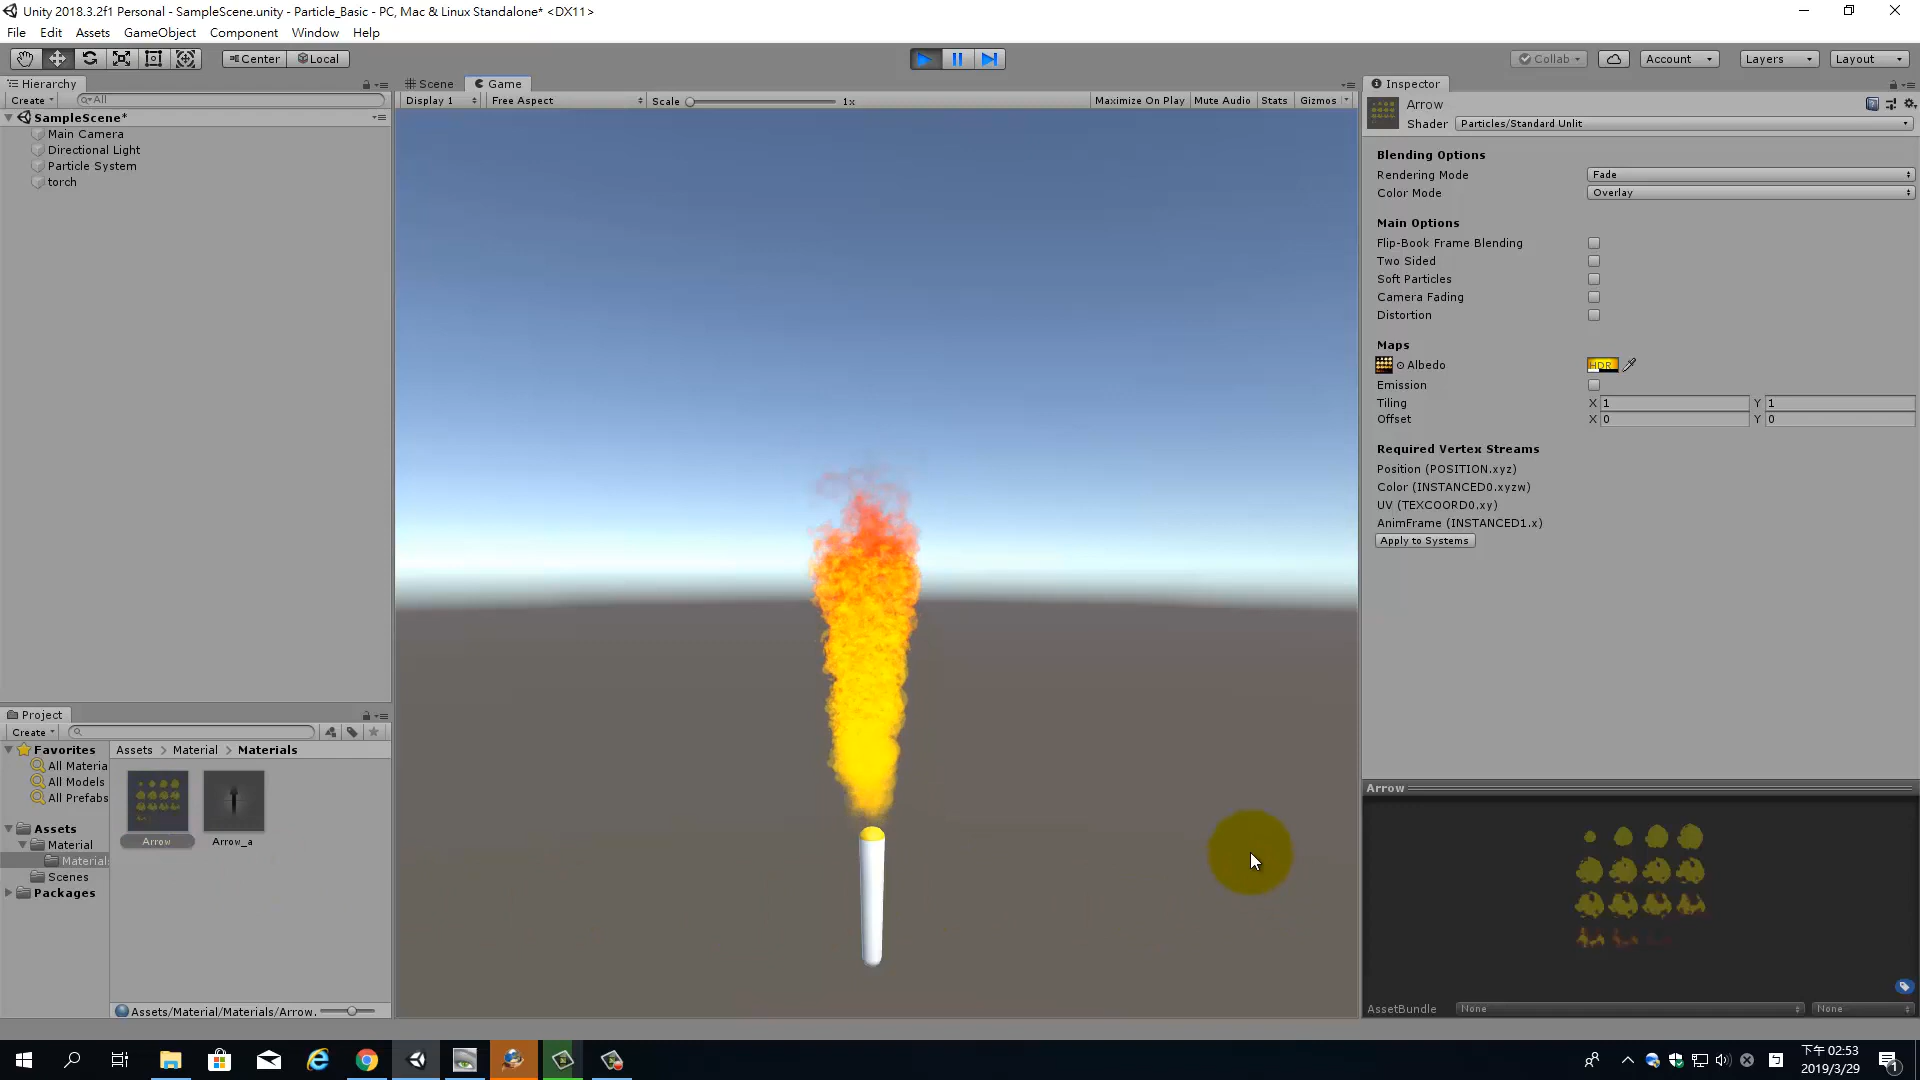 Unity 2018.3.2f1 Personal - SampleScene.unity - Particle_Basic - PC, Mac & Linux Standalone* <DX11>
File Edit Assets GameObject Component Window Help
Center Local
Collab Account Layers Layout
Hierarchy
Create All
SampleScene*
Main Camera
Directional Light
Particle System
torch
Scene Game
Display 1 Free Aspect Scale 1x Maximize On Play Mute Audio Stats Gizmos
Inspector
Arrow
Shader Particles/Standard Unlit
Blending Options
Rendering Mode Fade
Color Mode Overlay
Main Options
Flip-Book Frame Blending
Two Sided
Soft Particles
Camera Fading
Distortion
Maps
Albedo HDR
Emission
Tiling X 1 Y 1
Offset X 0 Y 0
Required Vertex Streams
Position (POSITION.xyz)
Color (INSTANCED0.xyzw)
UV (TEXCOORD0.xy)
AnimFrame (INSTANCED1.x)
Apply to Systems
Project
Create
Favorites
All Materia
All Models
All Prefabs
Assets
Material
Material
Scenes
Packages
Assets > Material > Materials
Arrow Arrow_a
Assets/Material/Materials/Arrow.
Arrow
AssetBundle None None
下午 02:53
2019/3/29
1